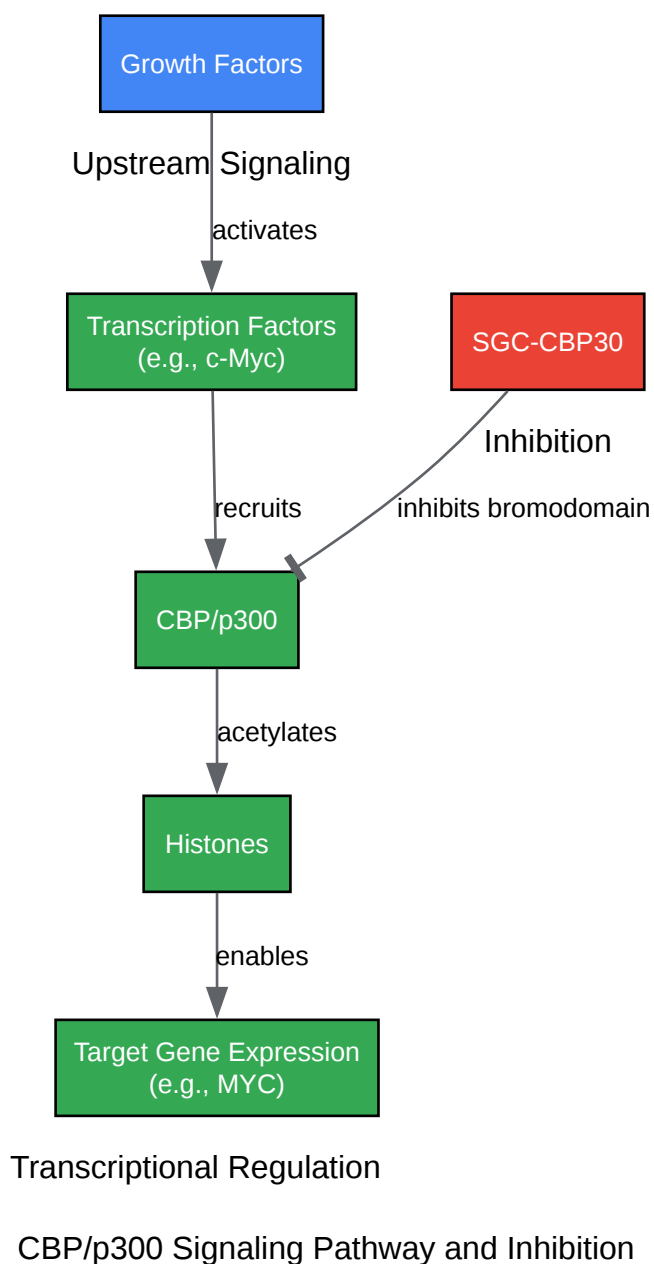 Growth Factors
Upstream Signaling
activates
Transcription Factors
(e.g., c-Myc)
SGC-CBP30
Inhibition
recruits
inhibits bromodomain
CBP/p300
acetylates
Histones
enables
Target Gene Expression
(e.g., MYC)
Transcriptional Regulation
CBP/p300 Signaling Pathway and Inhibition